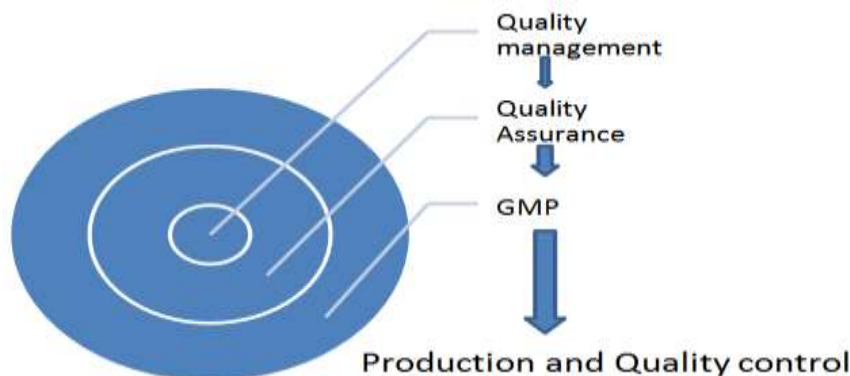 Quality
management
Quality
Assurance
GMP
Production and Quality control